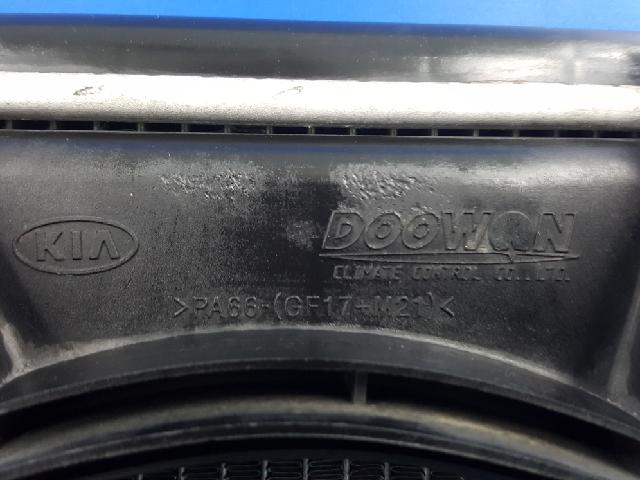 KIA
DOOWON
CLIMATE CONTROL CO., LTD.
>PA66-(GF17+M21)<